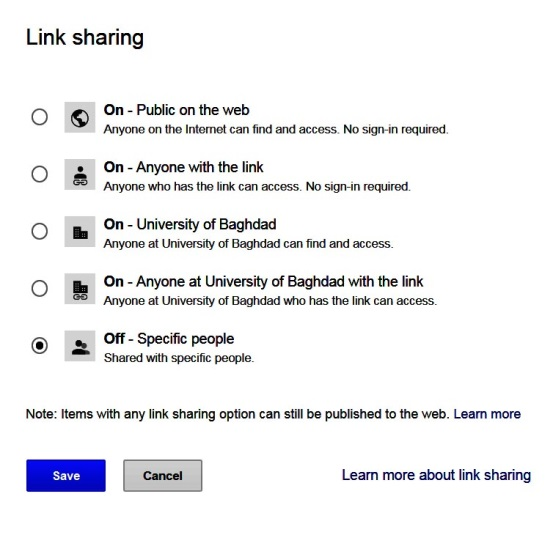 Link sharing
On - Public on the web
Anyone on the Internet can find and access. No sign-in required.
On - Anyone with the link
Anyone who has the link can access. No sign-in required.
On - University of Baghdad
Anyone at University of Baghdad can find and access.
On - Anyone at University of Baghdad with the link
Anyone at University of Baghdad who has the link can access.
Off - Specific people
Shared with specific people.
Note: Items with any link sharing option can still be published to the web. Learn more
Save Cancel Learn more about link sharing